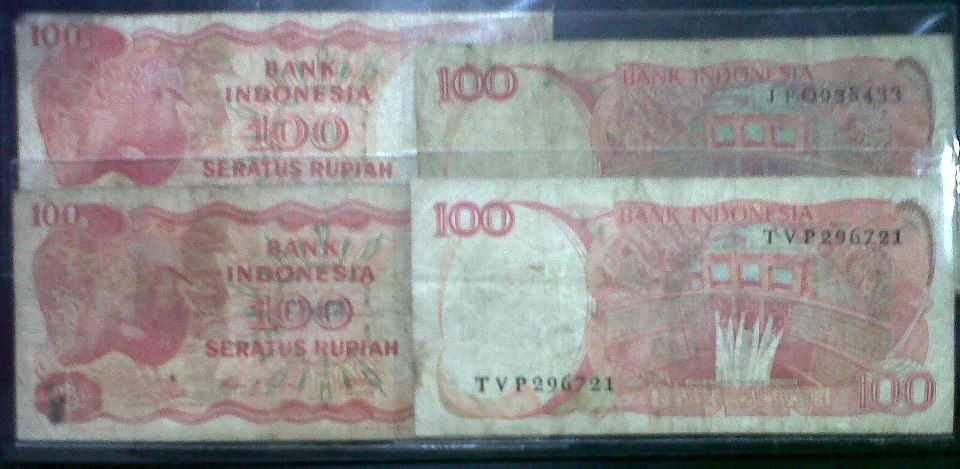 100
BANK
INDONESIA
100
SERATUS RUPIAH
100
BANK INDONESIA
100
BANK
INDONESIA
100
SERATUS RUPIAH
100
BANK INDONESIA
TVP296721
TVP296721
100